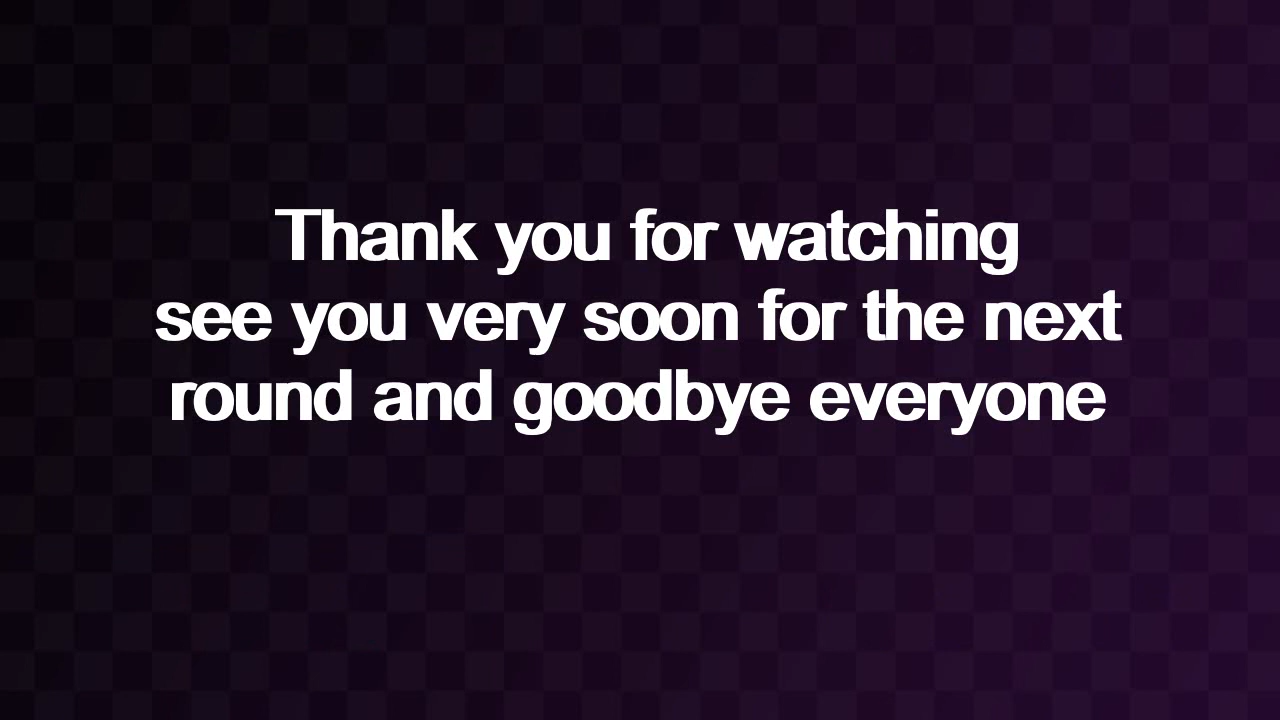 Thank you for watching
see you very soon for the next
round and goodbye everyone